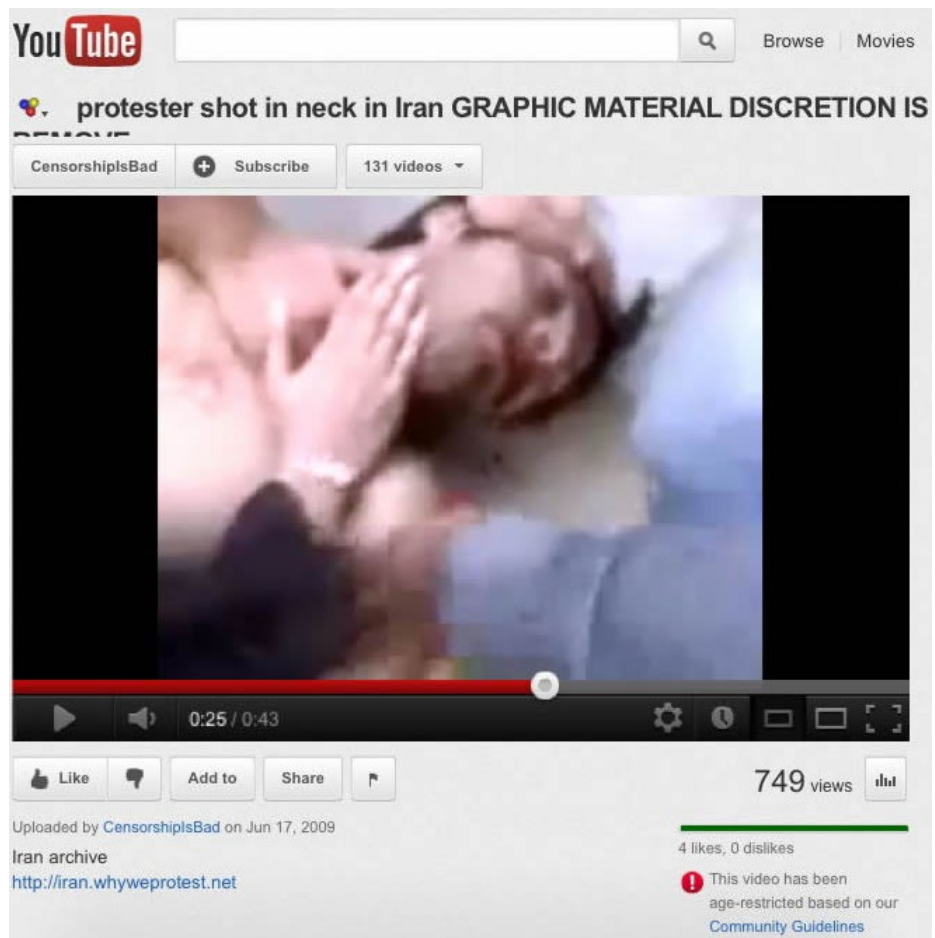 YouTube
Browse Movies
protester shot in neck in Iran GRAPHIC MATERIAL DISCRETION IS
CensorshipIsBad Subscribe 131 videos
0:25 / 0:43
Like Add to Share 749 views
Uploaded by CensorshipIsBad on Jun 17, 2009
Iran archive
http://iran.whyweprotest.net
4 likes, 0 dislikes
This video has been
age-restricted based on our
Community Guidelines